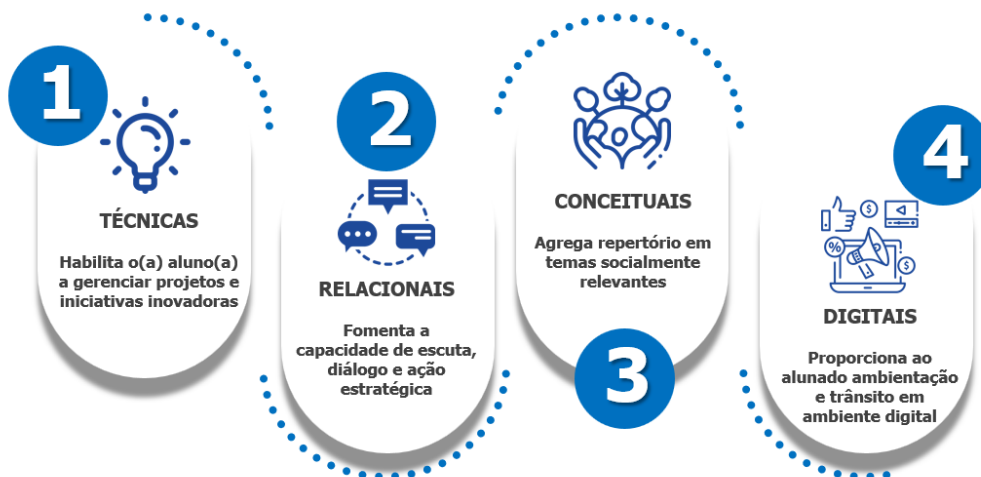 1
TÉCNICAS
Habilita o(a) aluno(a)
a gerenciar projetos e
iniciativas inovadoras
2
RELACIONAIS
Fomenta a
capacidade de escuta,
diálogo e ação
estratégica
CONCEITUAIS
Agrega repertório em
temas socialmente
relevantes
3
4
$
%
$
DIGITAIS
Proporciona ao
alunado ambientação
e trânsito em
ambiente digital